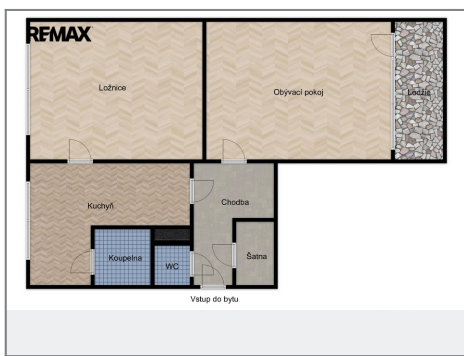 RE/MAX
Ložnice
Obývací pokoj
Lodžie
Kuchyň
Chodba
Koupelna
WC
Šatna
Vstup do bytu